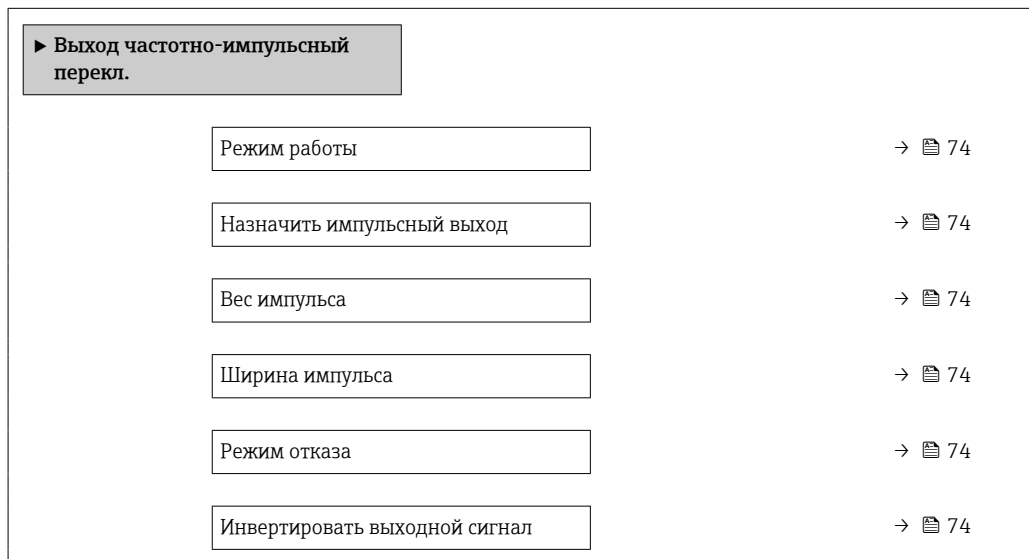 ▶ Выход частотно-импульсный
перекл.
Режим работы → 🖹 74
Назначить импульсный выход → 🖹 74
Вес импульса → 🖹 74
Ширина импульса → 🖹 74
Режим отказа → 🖹 74
Инвертировать выходной сигнал → 🖹 74